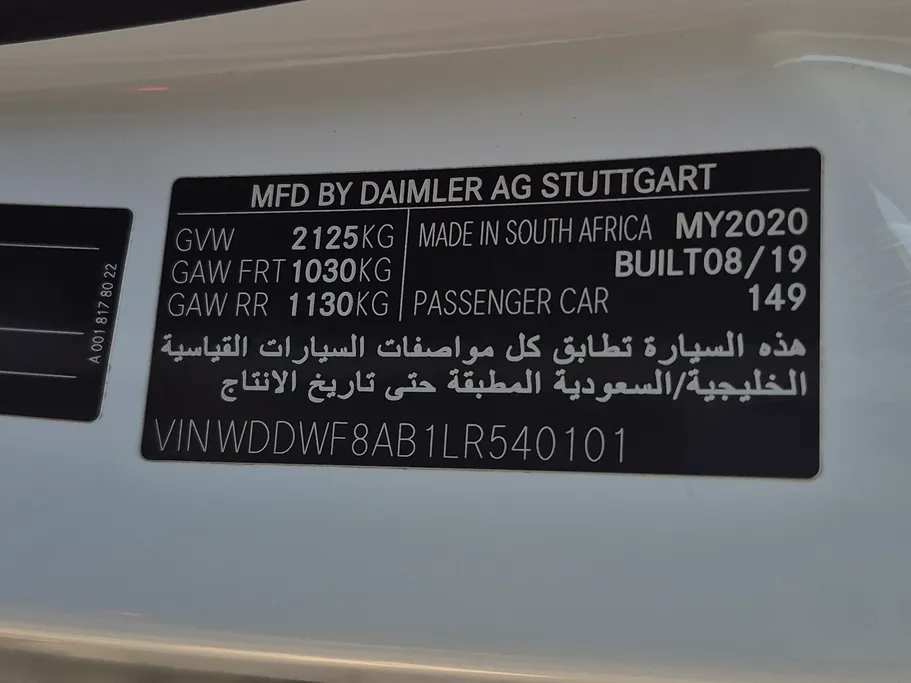 MFD BY DAIMLER AG STUTTGART
GVW 2125KG MADE IN SOUTH AFRICA MY2020
GAW FRT 1030KG BUILT08/19
GAW RR 1130KG PASSENGER CAR 149
هذه السيارة تطابق كل مواصفات السيارات القياسية
الخليجية/السعودية المطبقة حتى تاريخ الانتاج
VIN WDDWF8AB1LR540101
A 001 817 80 22